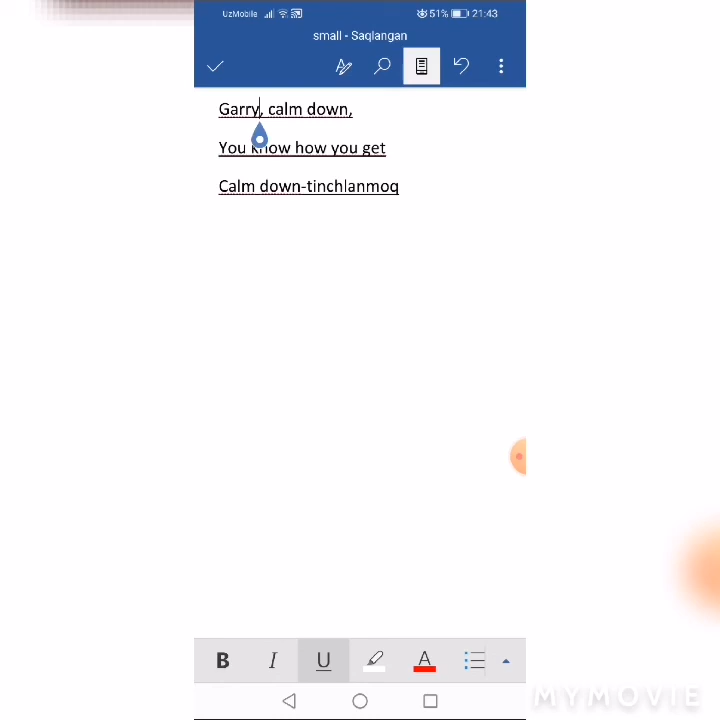 UzMobile 51% 21:43
small - Saqlangan
Garry, calm down,
You know how you get
Calm down-tinchlanmoq
B I U A
MYMOVIE